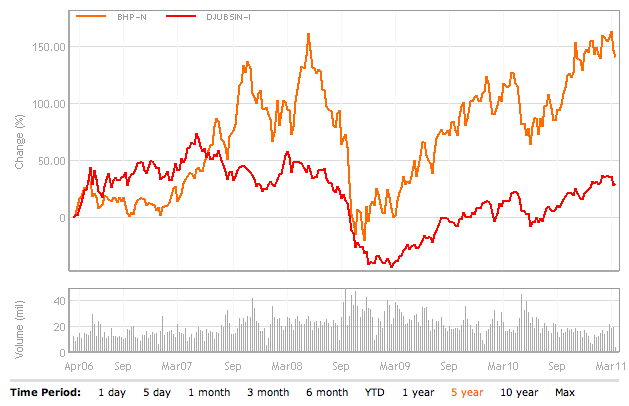 BHP-N DJUBSIN-I
Change (%)
150.00
100.00
50.00
0
Volume (mil)
40
20
0
Apr06 Sep Mar07 Sep Mar08 Sep Mar09 Sep Mar10 Sep Mar11
Time Period: 1 day 5 day 1 month 3 month 6 month YTD 1 year 5 year 10 year Max